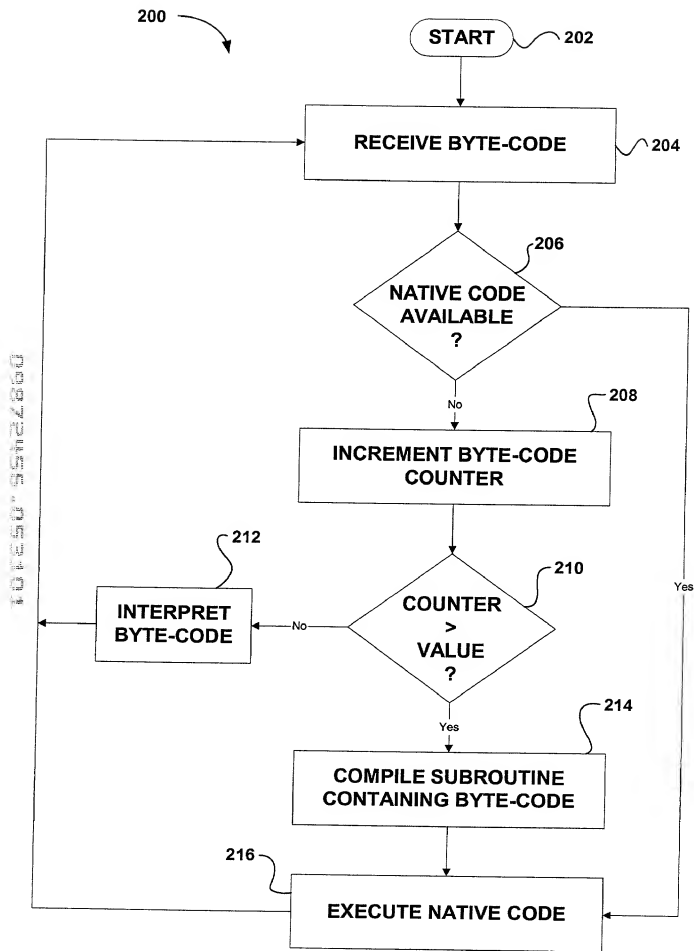 200
START
202
RECEIVE BYTE-CODE
204
206
NATIVE CODE
AVAILABLE
?
No
Yes
208
INCREMENT BYTE-CODE
COUNTER
210
COUNTER
>
VALUE
?
No
212
INTERPRET
BYTE-CODE
Yes
214
COMPILE SUBROUTINE
CONTAINING BYTE-CODE
216
EXECUTE NATIVE CODE